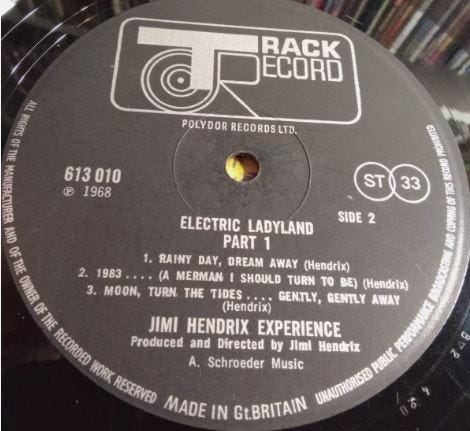 TRACK
RECORD
POLYDOR RECORDS LTD.
613 010
℗ 1968
ST 33
SIDE 2
ELECTRIC LADYLAND
PART 1
1. RAINY DAY, DREAM AWAY (Hendrix)
2. 1983 .... (A MERMAN I SHOULD TURN TO BE) (Hendrix)
3. MOON, TURN THE TIDES .... GENTLY, GENTLY AWAY
(Hendrix)
JIMI HENDRIX EXPERIENCE
Produced and Directed by Jimi Hendrix
A. Schroeder Music
ALL RIGHTS OF THE MANUFACTURER AND OF THE OWNER OF THE RECORDED WORK RESERVED
MADE IN Gt.BRITAIN
UNAUTHORISED PUBLIC PERFORMANCE BROADCASTING AND COPYING OF THIS RECORD PROHIBITED